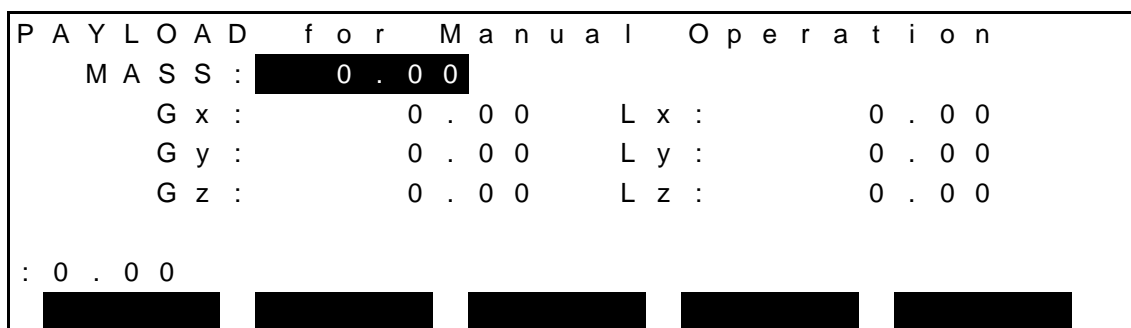 PAYLOAD for Manual Operation
MASS: 0.00
Gx: 0.00 Lx: 0.00
Gy: 0.00 Ly: 0.00
Gz: 0.00 Lz: 0.00
:0.00